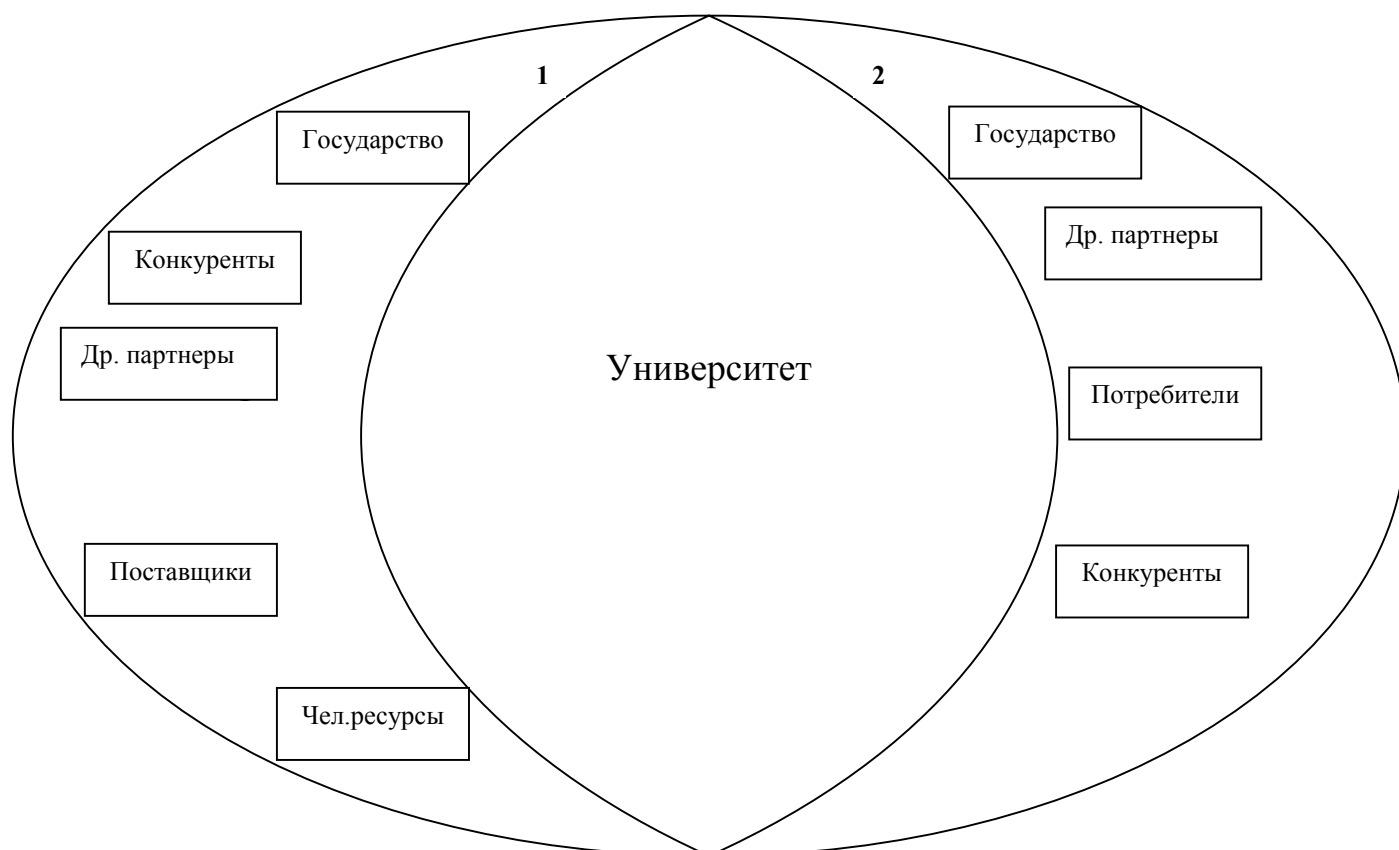 1
2
Государство
Государство
Др. партнеры
Конкуренты
Др. партнеры
Университет
Потребители
Поставщики
Конкуренты
Чел.ресурсы